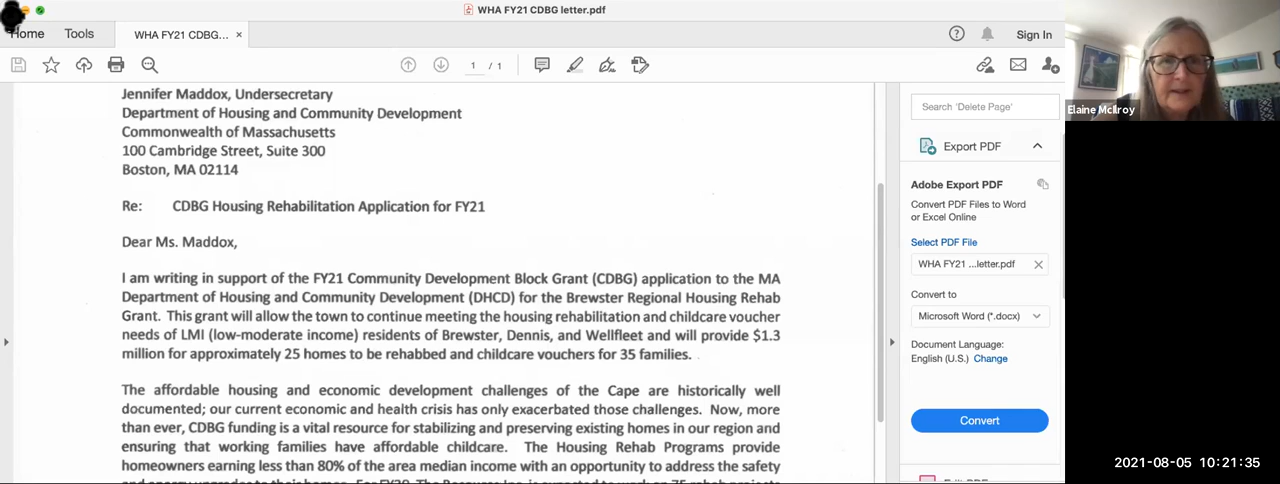 WHA FY21 CDBG letter.pdf
Home
Tools
WHA FY21 CDBG... ×
Sign In
1 / 1
Jennifer Maddox, Undersecretary
Department of Housing and Community Development
Commonwealth of Massachusetts
100 Cambridge Street, Suite 300
Boston, MA 02114
Re: CDBG Housing Rehabilitation Application for FY21
Dear Ms. Maddox,
I am writing in support of the FY21 Community Development Block Grant (CDBG) application to the MA
Department of Housing and Community Development (DHCD) for the Brewster Regional Housing Rehab
Grant. This grant will allow the town to continue meeting the housing rehabilitation and childcare voucher
needs of LMI (low-moderate income) residents of Brewster, Dennis, and Wellfleet and will provide $1.3
million for approximately 25 homes to be rehabbed and childcare vouchers for 35 families.
The affordable housing and economic development challenges of the Cape are historically well
documented; our current economic and health crisis has only exacerbated those challenges. Now, more
than ever, CDBG funding is a vital resource for stabilizing and preserving existing homes in our region and
ensuring that working families have affordable childcare. The Housing Rehab Programs provide
homeowners earning less than 80% of the area median income with an opportunity to address the safety
Search 'Delete Page'
Export PDF
Adobe Export PDF
Convert PDF Files to Word
or Excel Online
Select PDF File
WHA FY21 ...letter.pdf
Convert to
Microsoft Word (*.docx)
Document Language:
English (U.S.) Change
Convert
Elaine McIlroy
2021-08-05 10:21:35